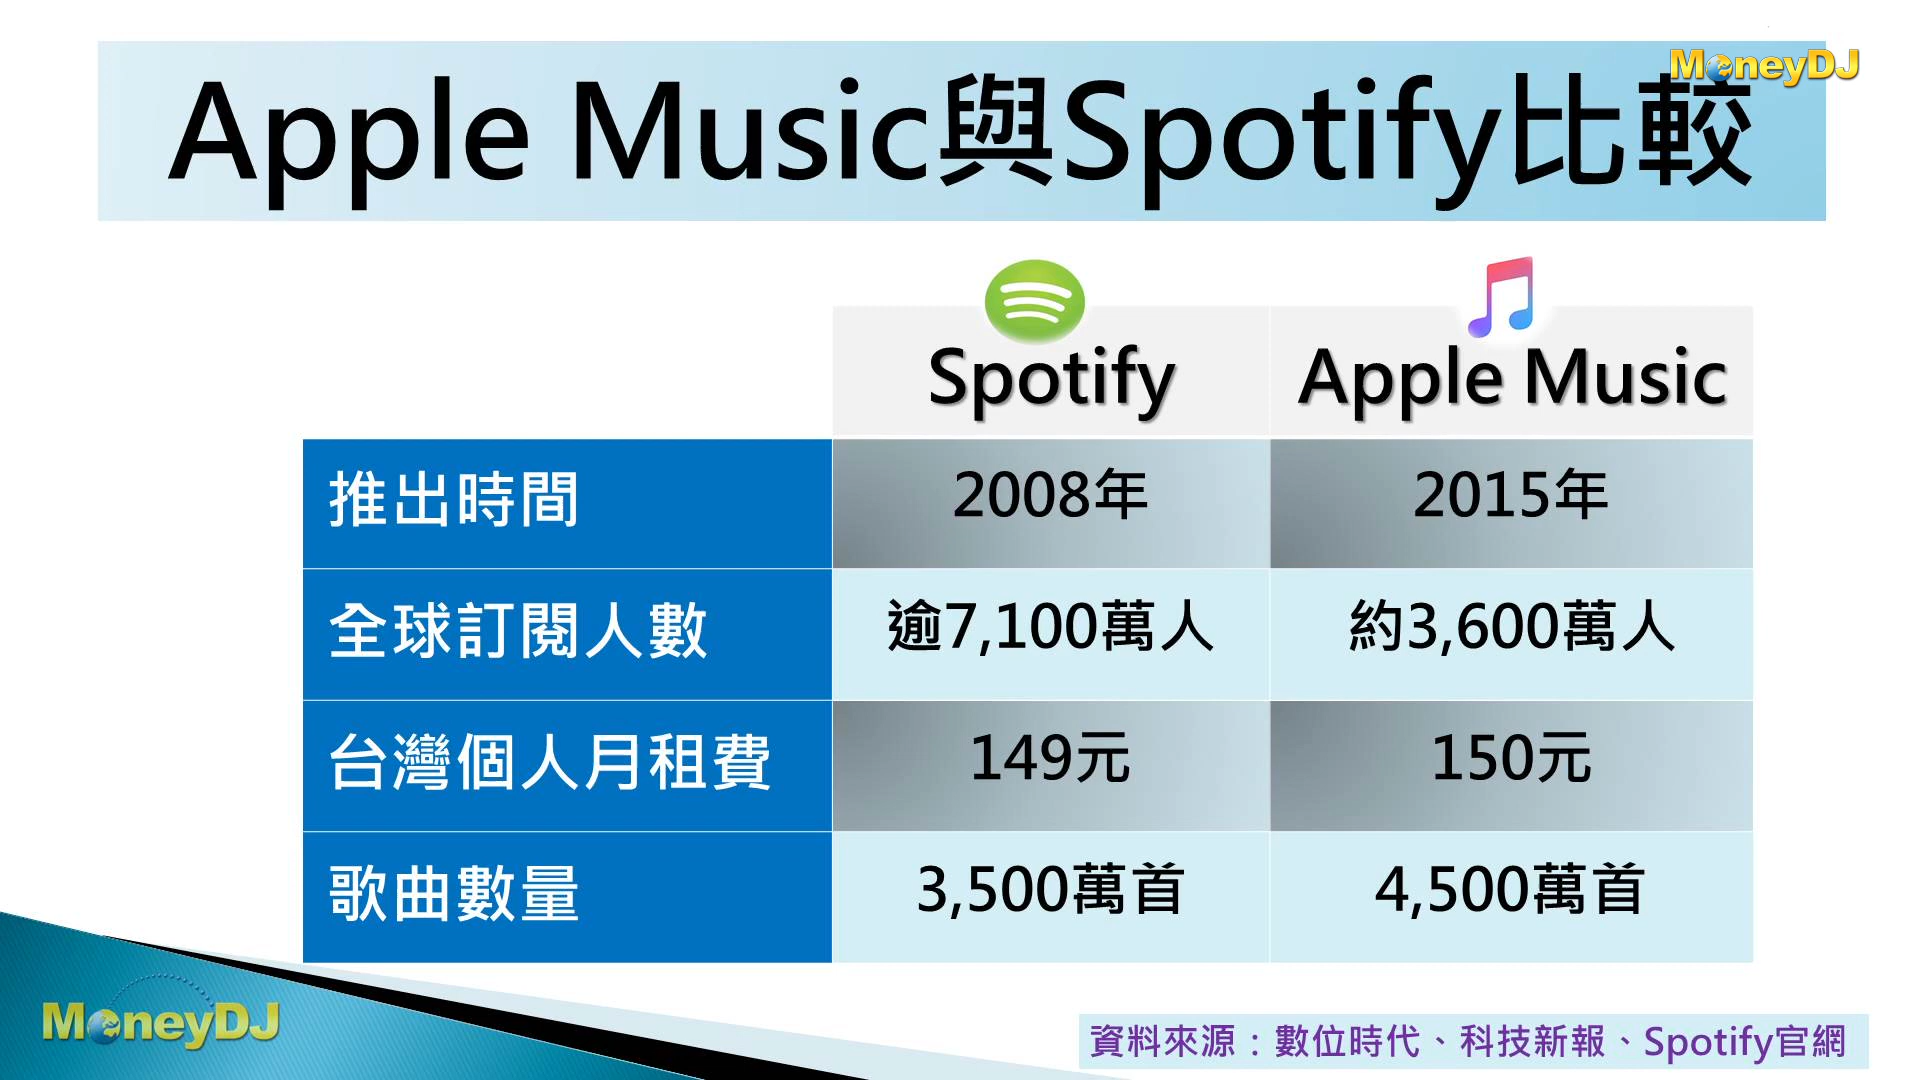 MoneyDJ
Apple Music與Spotify比較
Spotify Apple Music
推出時間 2008年 2015年
全球訂閱人數 逾7,100萬人 約3,600萬人
台灣個人月租費 149元 150元
歌曲數量 3,500萬首 4,500萬首
MoneyDJ
資料來源：數位時代、科技新報、Spotify官網